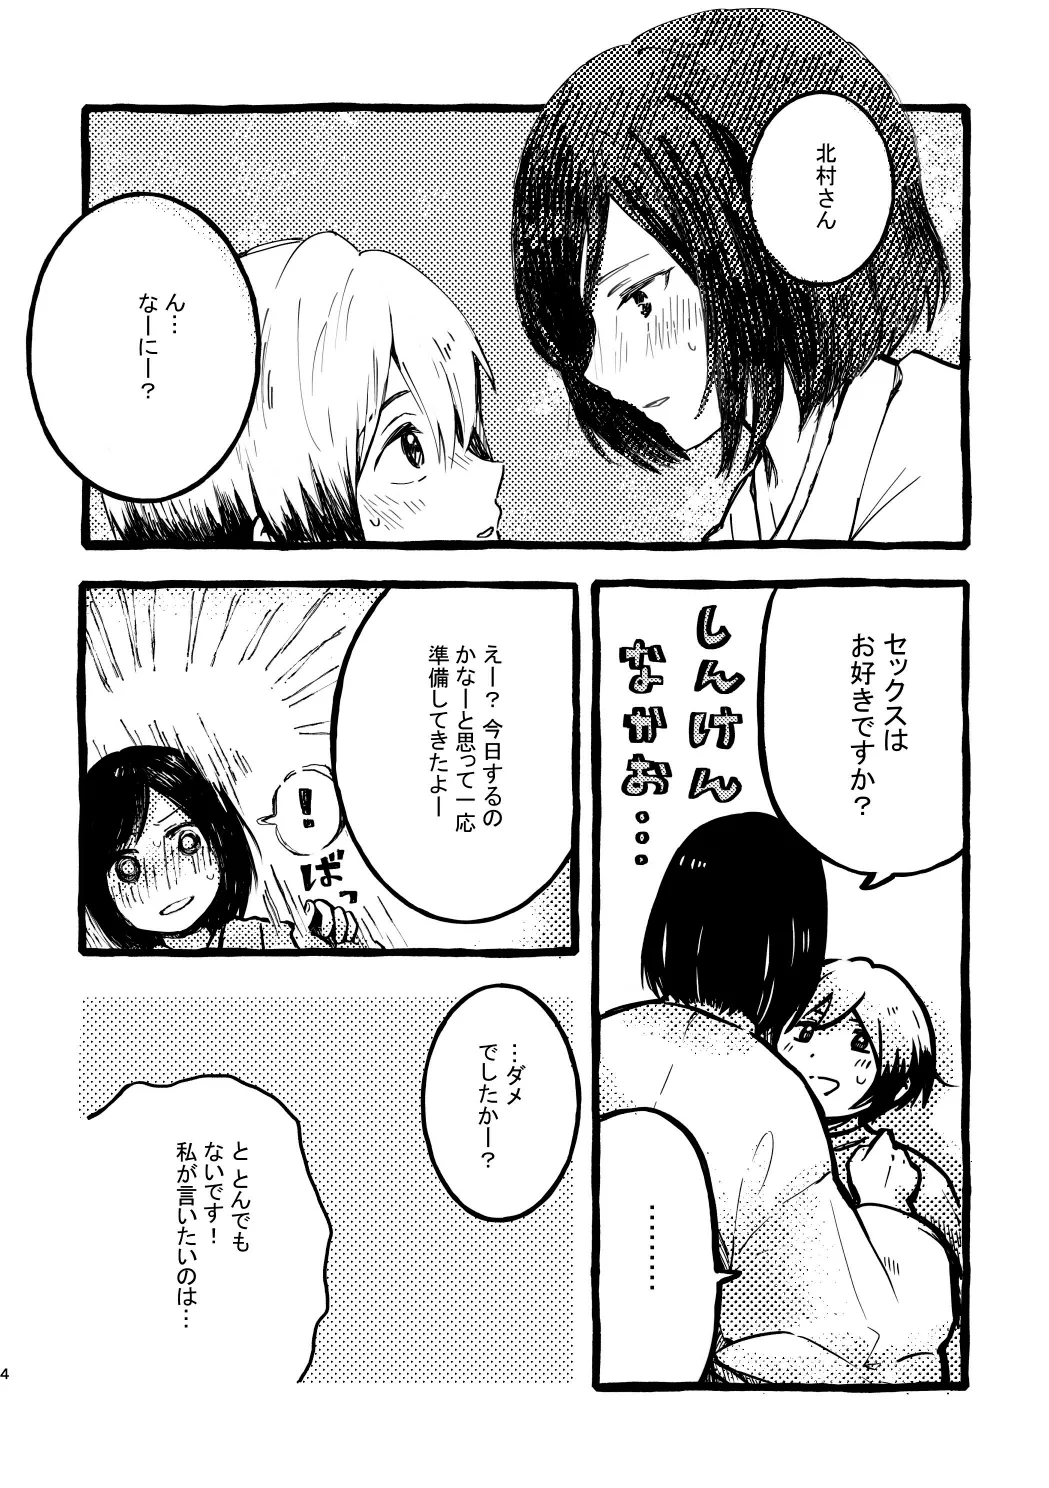 北村さん
ん…
なーにー？
セックスは
お好きですか？
しんけん
なかお…
………
えー？今日するの
かなーと思って一応
準備してきたよー
！
ばっ
…ダメ
でしたかー？
と とんでも
ないです！
私が言いたいのは…
4